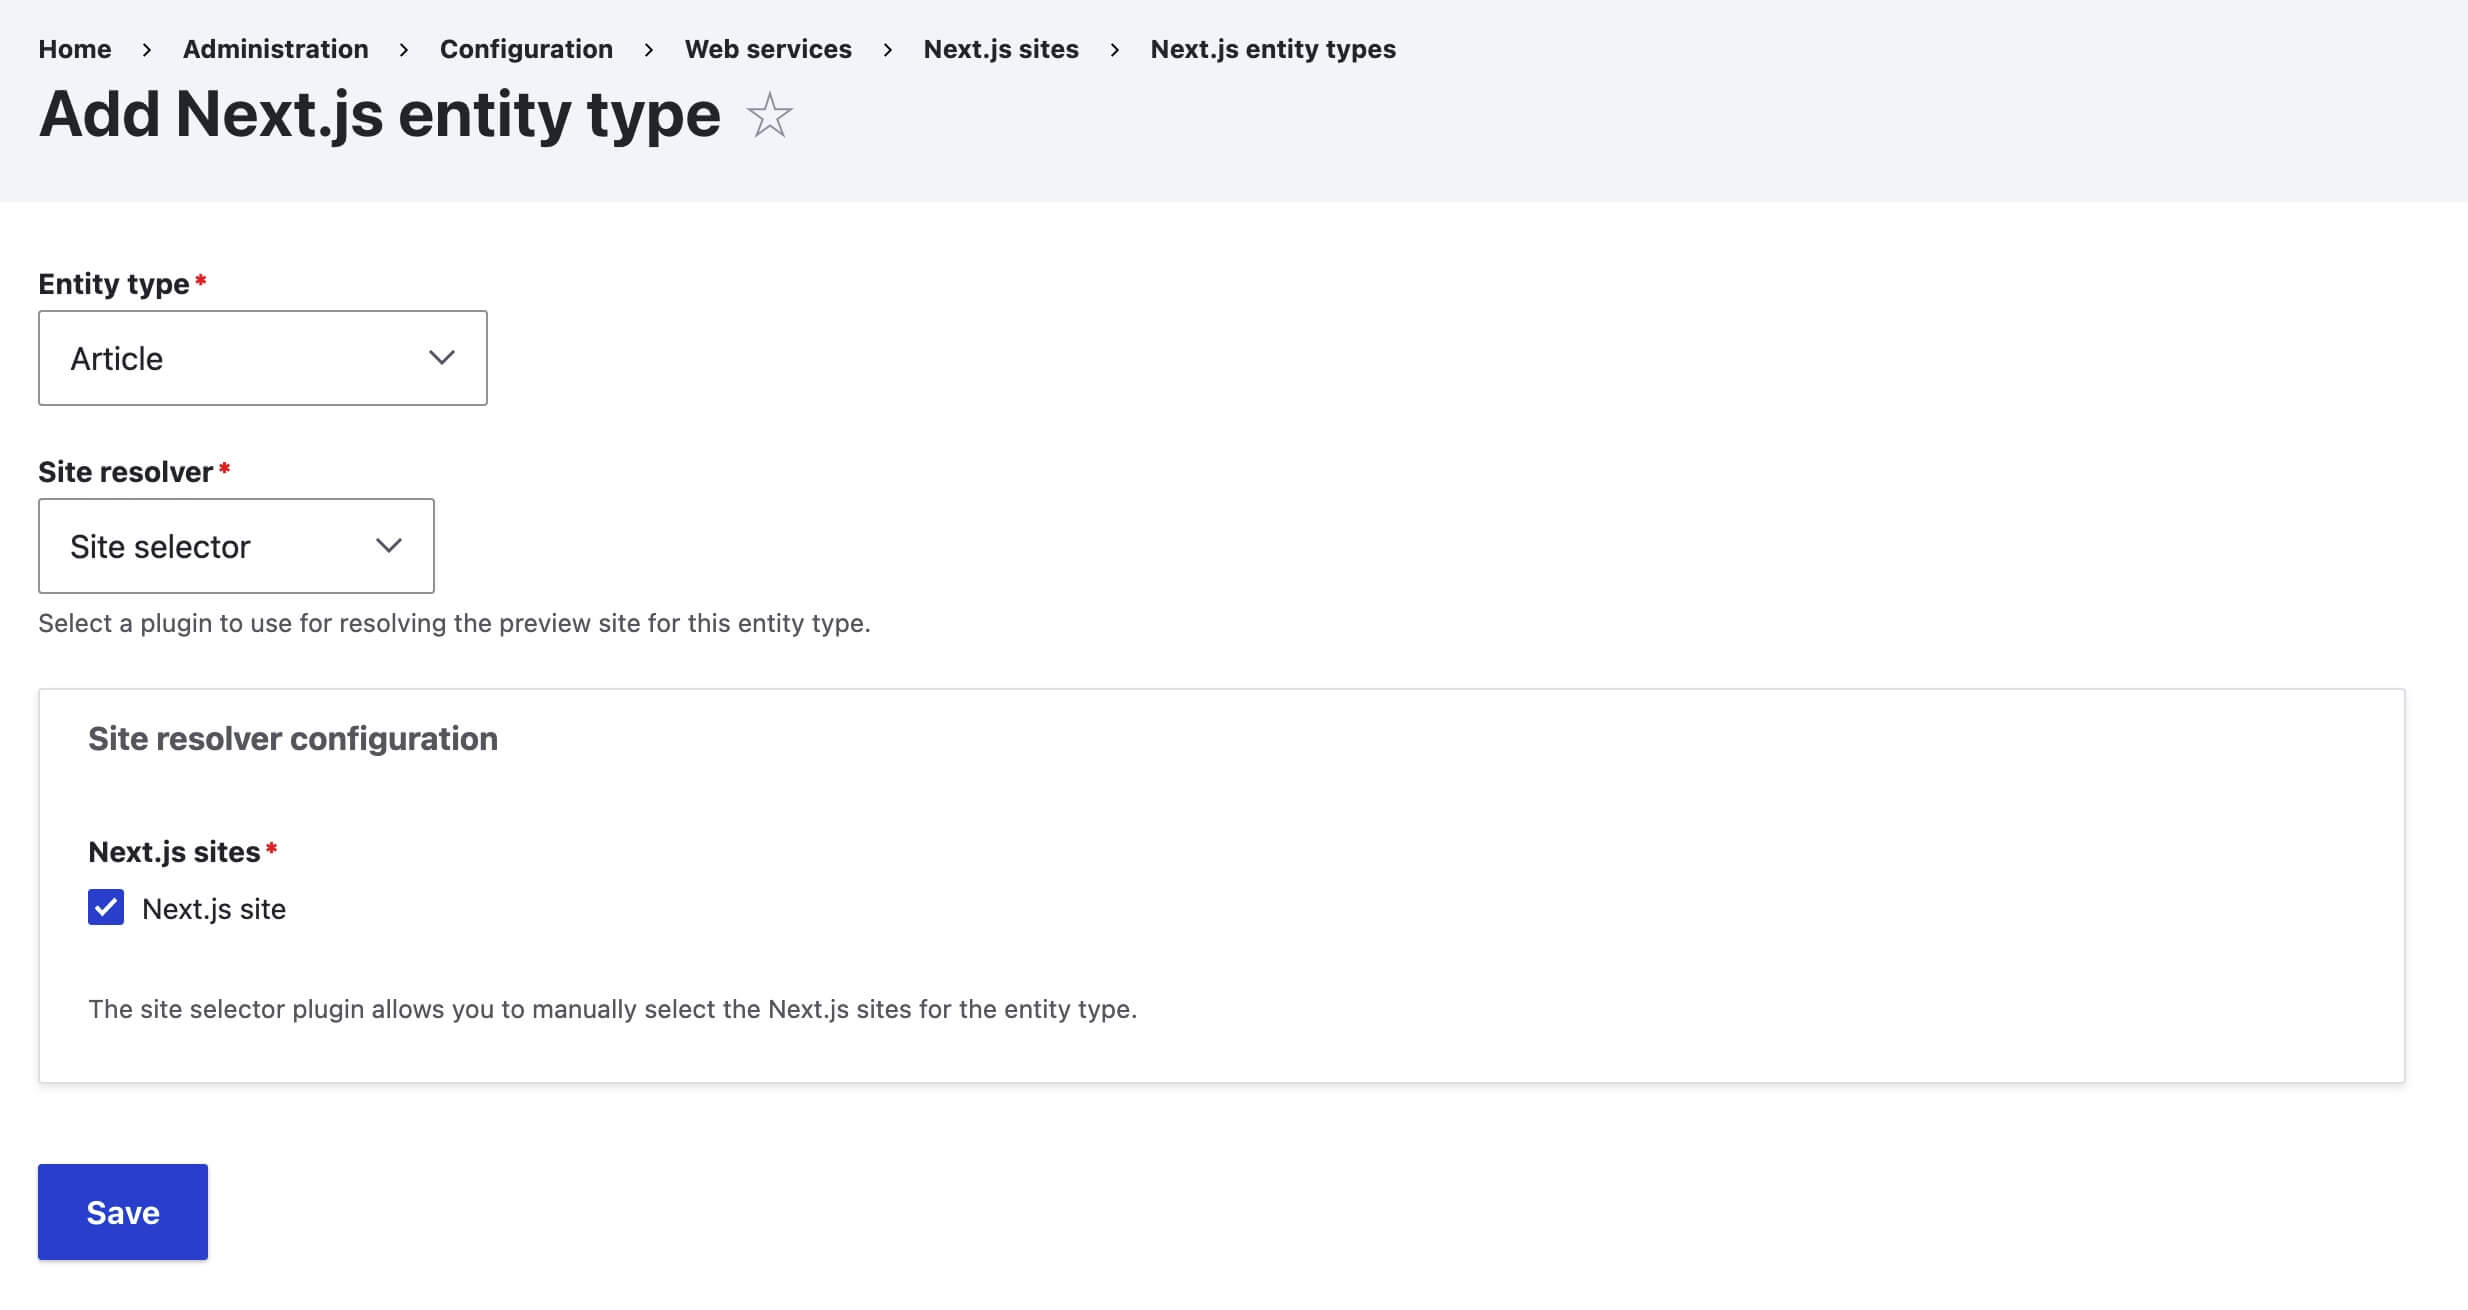 Home > Administration > Configuration > Web services > Next.js sites > Next.js entity types
Add Next.js entity type
Entity type*
Article
Site resolver*
Site selector
Select a plugin to use for resolving the preview site for this entity type.
Site resolver configuration
Next.js sites*
Next.js site
The site selector plugin allows you to manually select the Next.js sites for the entity type.
Save